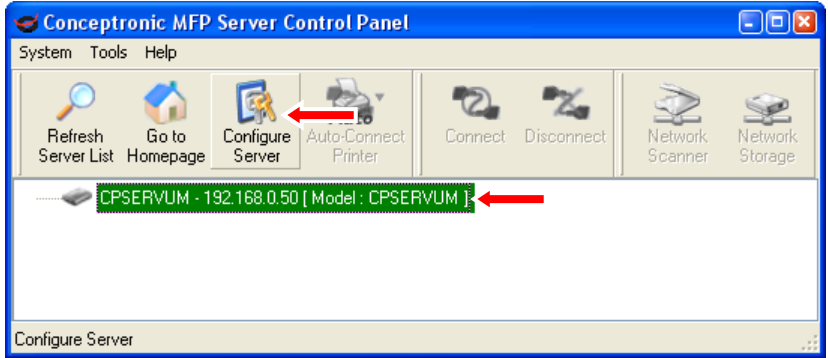 Conceptronic MFP Server Control Panel
System Tools Help
Refresh Server List
Go to Homepage
Configure Server
Auto-Connect Printer
Connect
Disconnect
Network Scanner
Network Storage
CPSERVUM - 192.168.0.50 [ Model : CPSERVUM ]
Configure Server